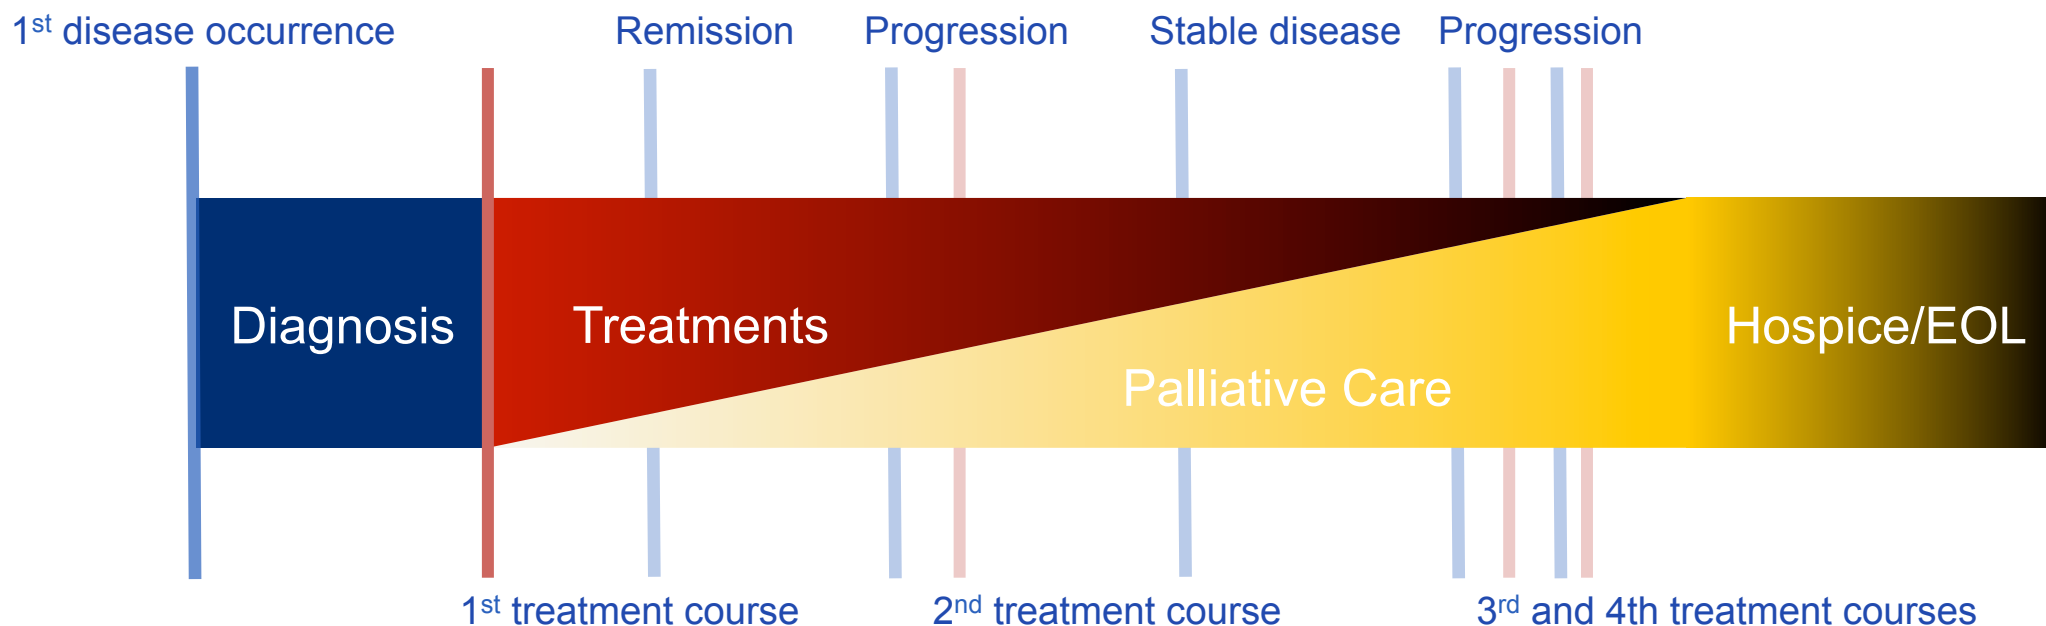 1st disease occurrence
Remission
Progression
Stable disease
Progression
Diagnosis
Treatments
Palliative Care
Hospice/EOL
1st treatment course
2nd treatment course
3rd and 4th treatment courses